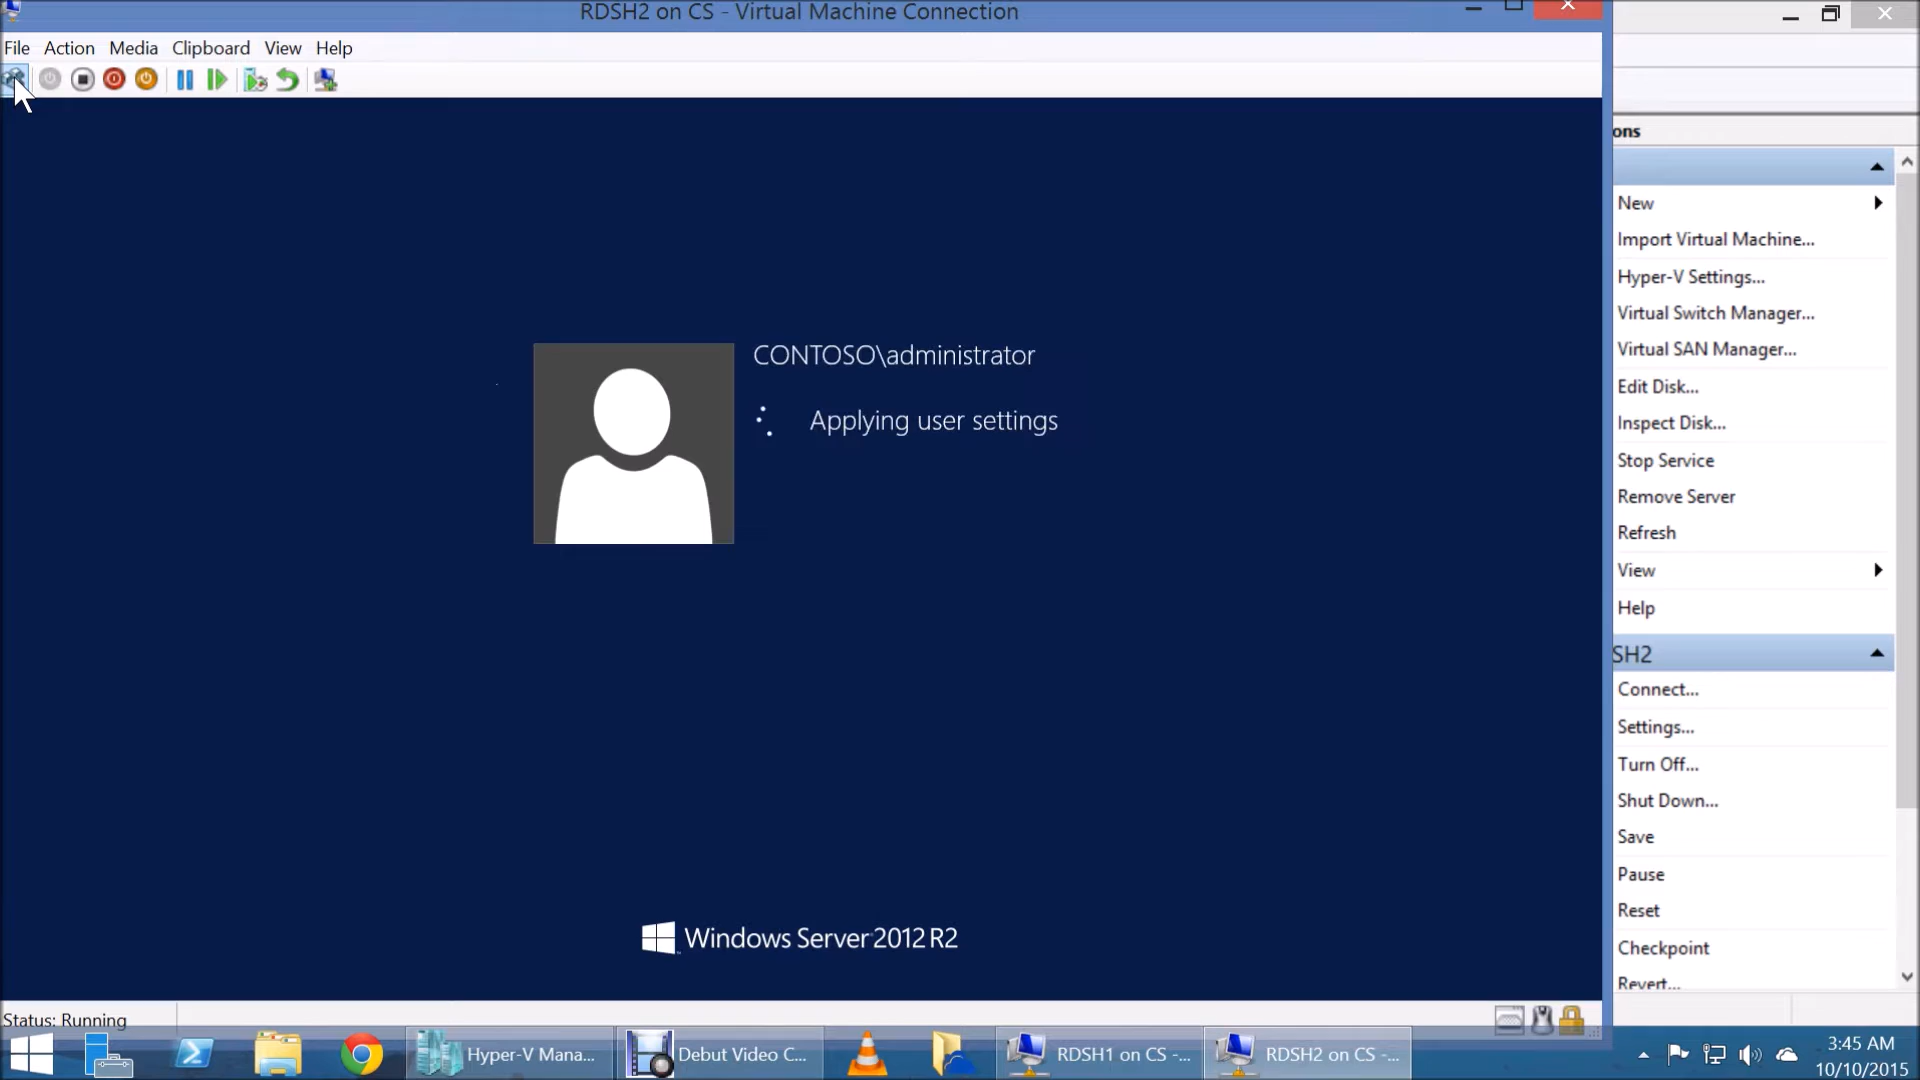 RDSH2 on CS - Virtual Machine Connection
File Action Media Clipboard View Help
CONTOSO\administrator
Applying user settings
Windows Server 2012 R2
Status: Running
ons
New
Import Virtual Machine...
Hyper-V Settings...
Virtual Switch Manager...
Virtual SAN Manager...
Edit Disk...
Inspect Disk...
Stop Service
Remove Server
Refresh
View
Help
SH2
Connect...
Settings...
Turn Off...
Shut Down...
Save
Pause
Reset
Checkpoint
Revert...
Hyper-V Mana...
Debut Video C...
RDSH1 on CS -...
RDSH2 on CS -...
3:45 AM
10/10/2015